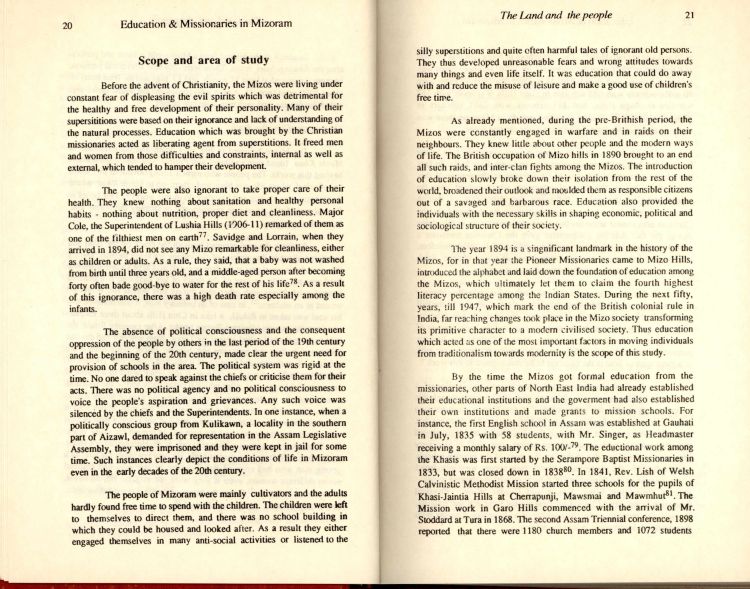 20 Education & Missionaries in Mizoram
Scope and area of study
Before the advent of Christianity, the Mizos were living under
constant fear of displeasing the evil spirits which was detrimental for
the healthy and free development of their personality. Many of their
supersititions were based on their ignorance and lack of understanding of
the natural processes. Education which was brought by the Christian
missionaries acted as liberating agent from superstitions. It freed men
and women from those difficulties and constraints, internal as well as
external, which tended to hamper their development.
The people were also ignorant to take proper care of their
health. They knew nothing about sanitation and healthy personal
habits - nothing about nutrition, proper diet and cleanliness. Major
Cole, the Superintendent of Lushia Hills (1906-11) remarked of them as
one of the filthiest men on earth77. Savidge and Lorrain, when they
arrived in 1894, did not see any Mizo remarkable for cleanliness, either
as children or adults. As a rule, they said, that a baby was not washed
from birth until three years old, and a middle-aged person after becoming
forty often bade good-bye to water for the rest of his life78. As a result
of this ignorance, there was a high death rate especially among the
infants.
The absence of political consciousness and the consequent
oppression of the people by others in the last period of the 19th century
and the beginning of the 20th century, made clear the urgent need for
provision of schools in the area. The political system was rigid at the
time. No one dared to speak against the chiefs or criticise them for their
acts. There was no political agency and no political consciousness to
voice the people's aspiration and grievances. Any such voice was
silenced by the chiefs and the Superintendents. In one instance, when a
politically conscious group from Kulikawn, a locality in the southern
part of Aizawl, demanded for representation in the Assam Legislative
Assembly, they were imprisoned and they were kept in jail for some
time. Such instances clearly depict the conditions of life in Mizoram
even in the early decades of the 20th century.
The people of Mizoram were mainly cultivators and the adults
hardly found free time to spend with the children. The children were left
to themselves to direct them, and there was no school building in
which they could be housed and looked after. As a result they either
engaged themselves in many anti-social activities or listened to the
The Land and the people 21
silly superstitions and quite often harmful tales of ignorant old persons.
They thus developed unreasonable fears and wrong attitudes towards
many things and even life itself. It was education that could do away
with and reduce the misuse of leisure and make a good use of children's
free time.
As already mentioned, during the pre-Brithish period, the
Mizos were constantly engaged in warfare and in raids on their
neighbours. They knew little about other people and the modern ways
of life. The British occupation of Mizo hills in 1890 brought to an end
all such raids, and inter-clan fights among the Mizos. The introduction
of education slowly broke down their isolation from the rest of the
world, broadened their outlook and moulded them as responsible citizens
out of a savaged and barbarous race. Education also provided the
individuals with the necessary skills in shaping economic, political and
sociological structure of their society.
The year 1894 is a singnificant landmark in the history of the
Mizos, for in that year the Pioneer Missionaries came to Mizo Hills,
introduced the alphabet and laid down the foundation of education among
the Mizos, which ultimately let them to claim the fourth highest
literacy percentage among the Indian States. During the next fifty,
years, till 1947, which mark the end of the British colonial rule in
India, far reaching changes took place in the Mizo society transforming
its primitive character to a modern civilised society. Thus education
which acted as one of the most important factors in moving individuals
from traditionalism towards modernity is the scope of this study.
By the time the Mizos got formal education from the
missionaries, other parts of North East India had already established
their educational institutions and the goverment had also established
their own institutions and made grants to mission schools. For
instance, the first English school in Assam was established at Gauhati
in July, 1835 with 58 students, with Mr. Singer, as Headmaster
receiving a monthly salary of Rs. 100/-79. The eductional work among
the Khasis was first started by the Serampore Baptist Missionaries in
1833, but was closed down in 183880. In 1841, Rev. Lish of Welsh
Calvinistic Methodist Mission started three schools for the pupils of
Khasi-Jaintia Hills at Cherrapunji, Mawsmai and Mawmhut81. The
Mission work in Garo Hills commenced with the arrival of Mr.
Stoddard at Tura in 1868. The second Assam Triennial conference, 1898
reported that there were 1180 church members and 1072 students